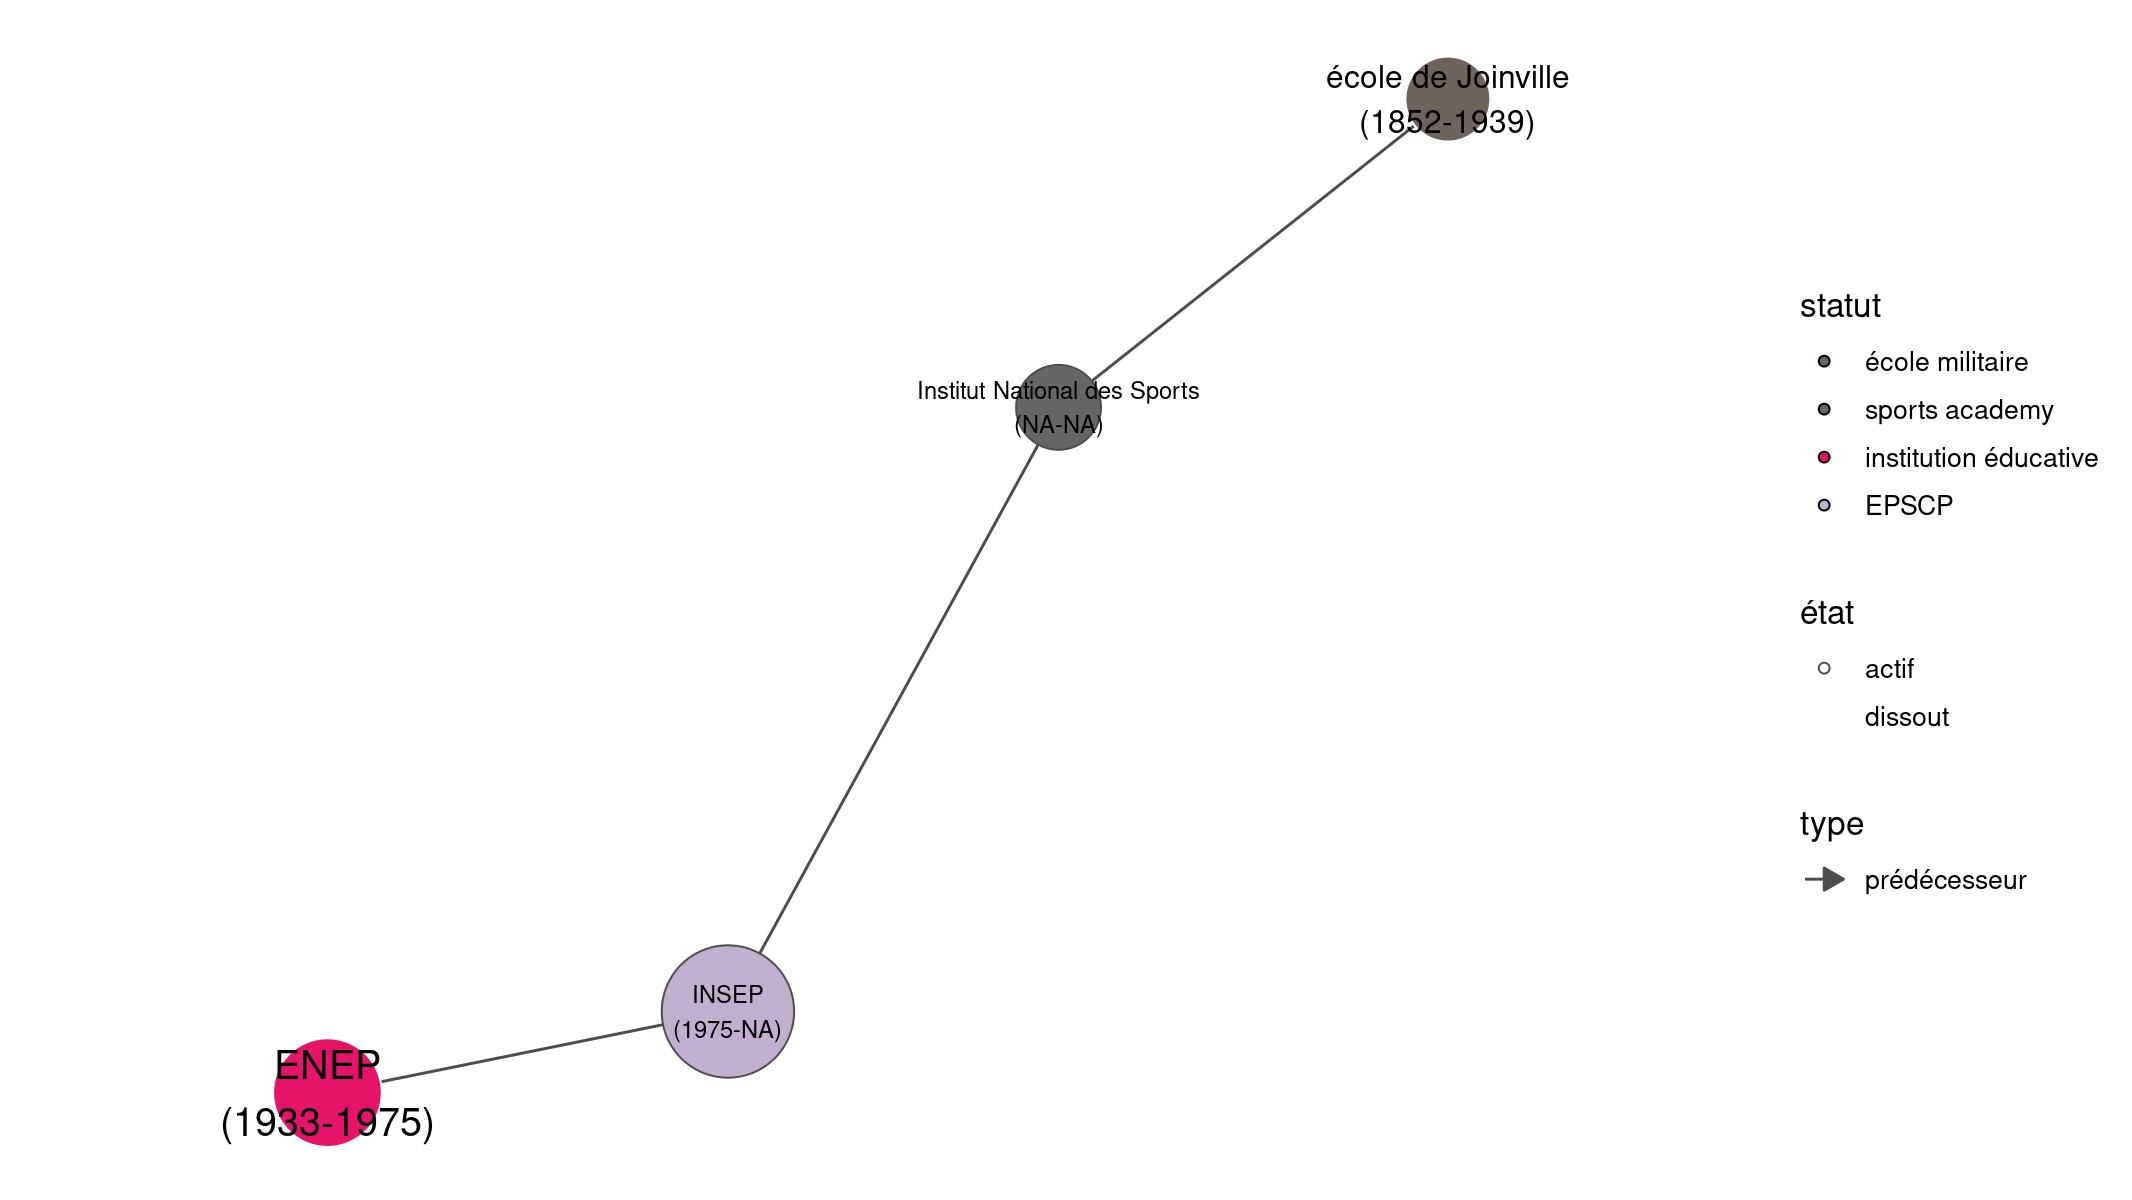 école de Joinville
(1852-1939)
Institut National des Sports
(NA-NA)
INSEP
(1975-NA)
ENEP
(1933-1975)
statut
école militaire
sports academy
institution éducative
EPSCP
état
actif
dissout
type
prédécesseur